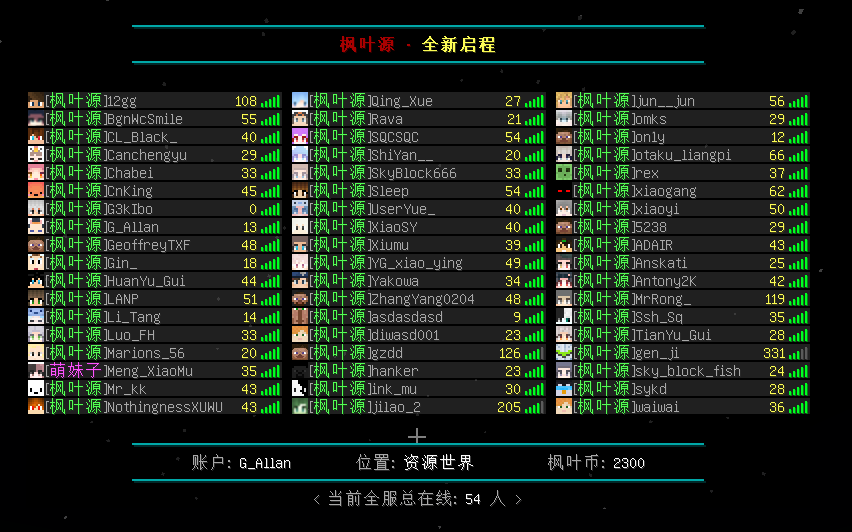 枫叶源 · 全新启程
[枫叶源]12gg 108 [枫叶源]Qing_Xue 27 [枫叶源]jun__jun 56
[枫叶源]BgnWcSmile 55 [枫叶源]Rava 21 [枫叶源]omks 29
[枫叶源]CL_Black_ 40 [枫叶源]SQCSQC 54 [枫叶源]only 12
[枫叶源]Canchengyu 29 [枫叶源]ShiYan__ 20 [枫叶源]otaku_liangpi 66
[枫叶源]Chabei 33 [枫叶源]SkyBlock666 33 [枫叶源]rex 37
[枫叶源]CnKing 45 [枫叶源]Sleep 54 [枫叶源]xiaogang 62
[枫叶源]G3kIbo 0 [枫叶源]UserYue_ 40 [枫叶源]xiaoyi 50
[枫叶源]G_Allan 13 [枫叶源]XiaoSY 40 [枫叶源]5238 29
[枫叶源]GeoffreyTXF 48 [枫叶源]Xiumu 39 [枫叶源]ADAIR 43
[枫叶源]Gin_ 18 [枫叶源]YG_xiao_ying 49 [枫叶源]Anskati 25
[枫叶源]HuanYu_Gui 44 [枫叶源]Yakowa 34 [枫叶源]Antony2K 42
[枫叶源]LANP 51 [枫叶源]ZhangYang0204 48 [枫叶源]MrRong_ 119
[枫叶源]Li_Tang 14 [枫叶源]asdasdasd 9 [枫叶源]Ssh_Sq 35
[枫叶源]Luo_FH 33 [枫叶源]diwasd001 23 [枫叶源]TianYu_Gui 28
[枫叶源]Marions_56 20 [枫叶源]gzdd 126 [枫叶源]gen_ji 331
[萌妹子]Meng_XiaoMu 35 [枫叶源]hanker 23 [枫叶源]sky_block_fish 24
[枫叶源]Mr_kk 43 [枫叶源]ink_mu 30 [枫叶源]sykd 28
[枫叶源]NothingnessXUWU 43 [枫叶源]jilao_2 205 [枫叶源]waiwai 36
账户: G_Allan 位置: 资源世界 枫叶币: 2300
< 当前全服总在线: 54 人 >